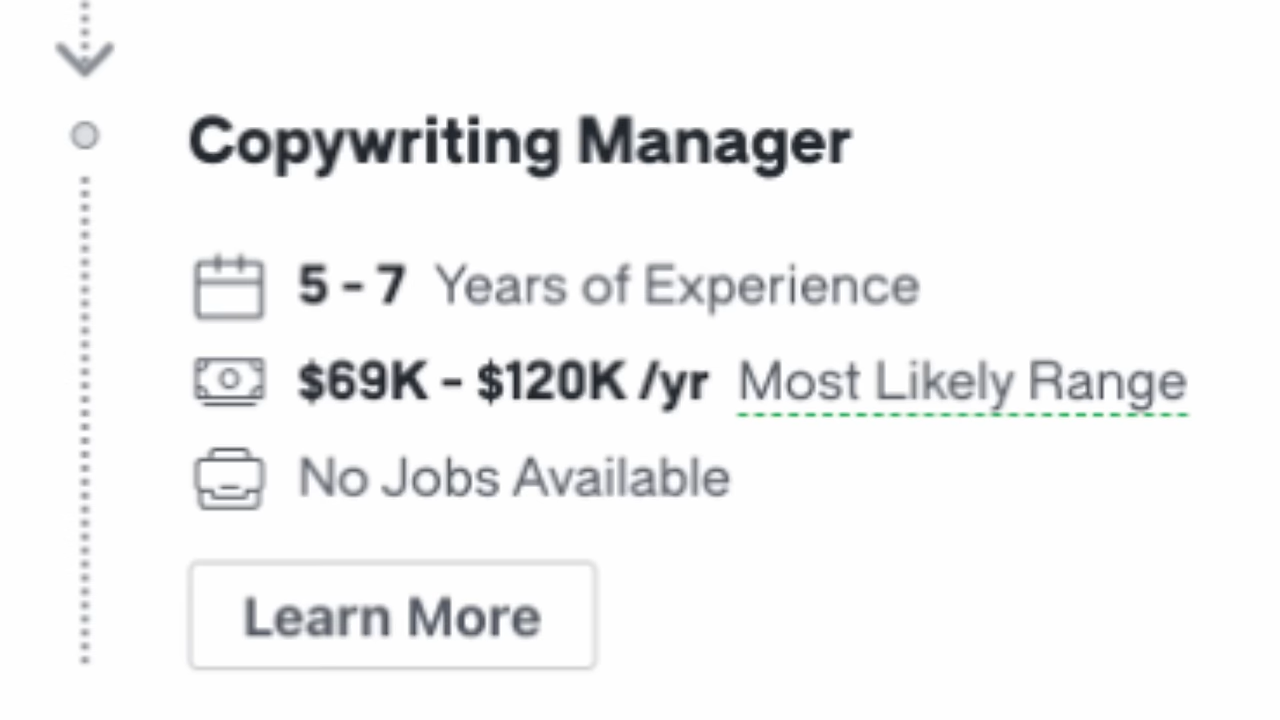 Copywriting Manager
5 - 7 Years of Experience
$69K - $120K /yr Most Likely Range
No Jobs Available
Learn More